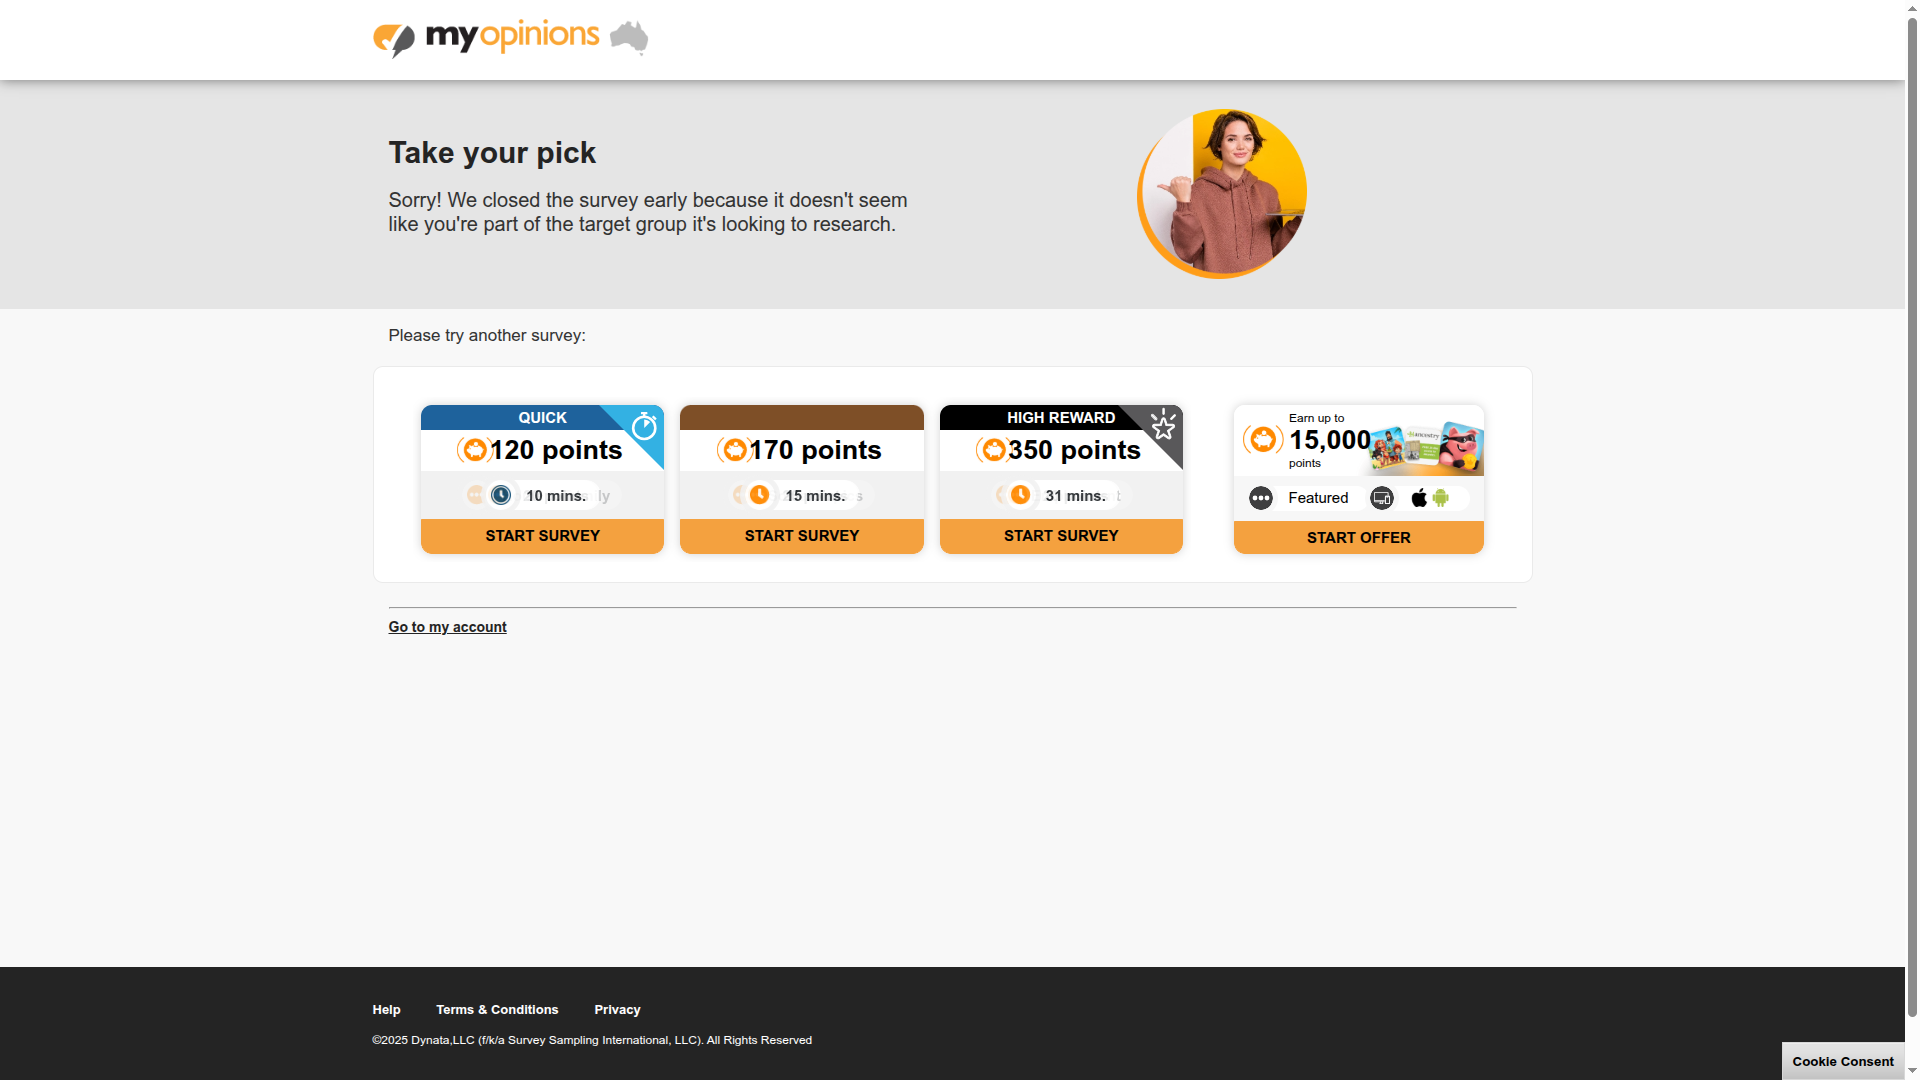 myopinions
Take your pick
Sorry! We closed the survey early because it doesn't seem
like you're part of the target group it's looking to research.
Please try another survey:
QUICK
120 points
10 mins.
START SURVEY
170 points
15 mins.
START SURVEY
HIGH REWARD
350 points
31 mins.
START SURVEY
Earn up to
15,000
points
ancestry
Featured
START OFFER
Go to my account
Help Terms & Conditions Privacy
©2025 Dynata,LLC (f/k/a Survey Sampling International, LLC). All Rights Reserved
Cookie Consent